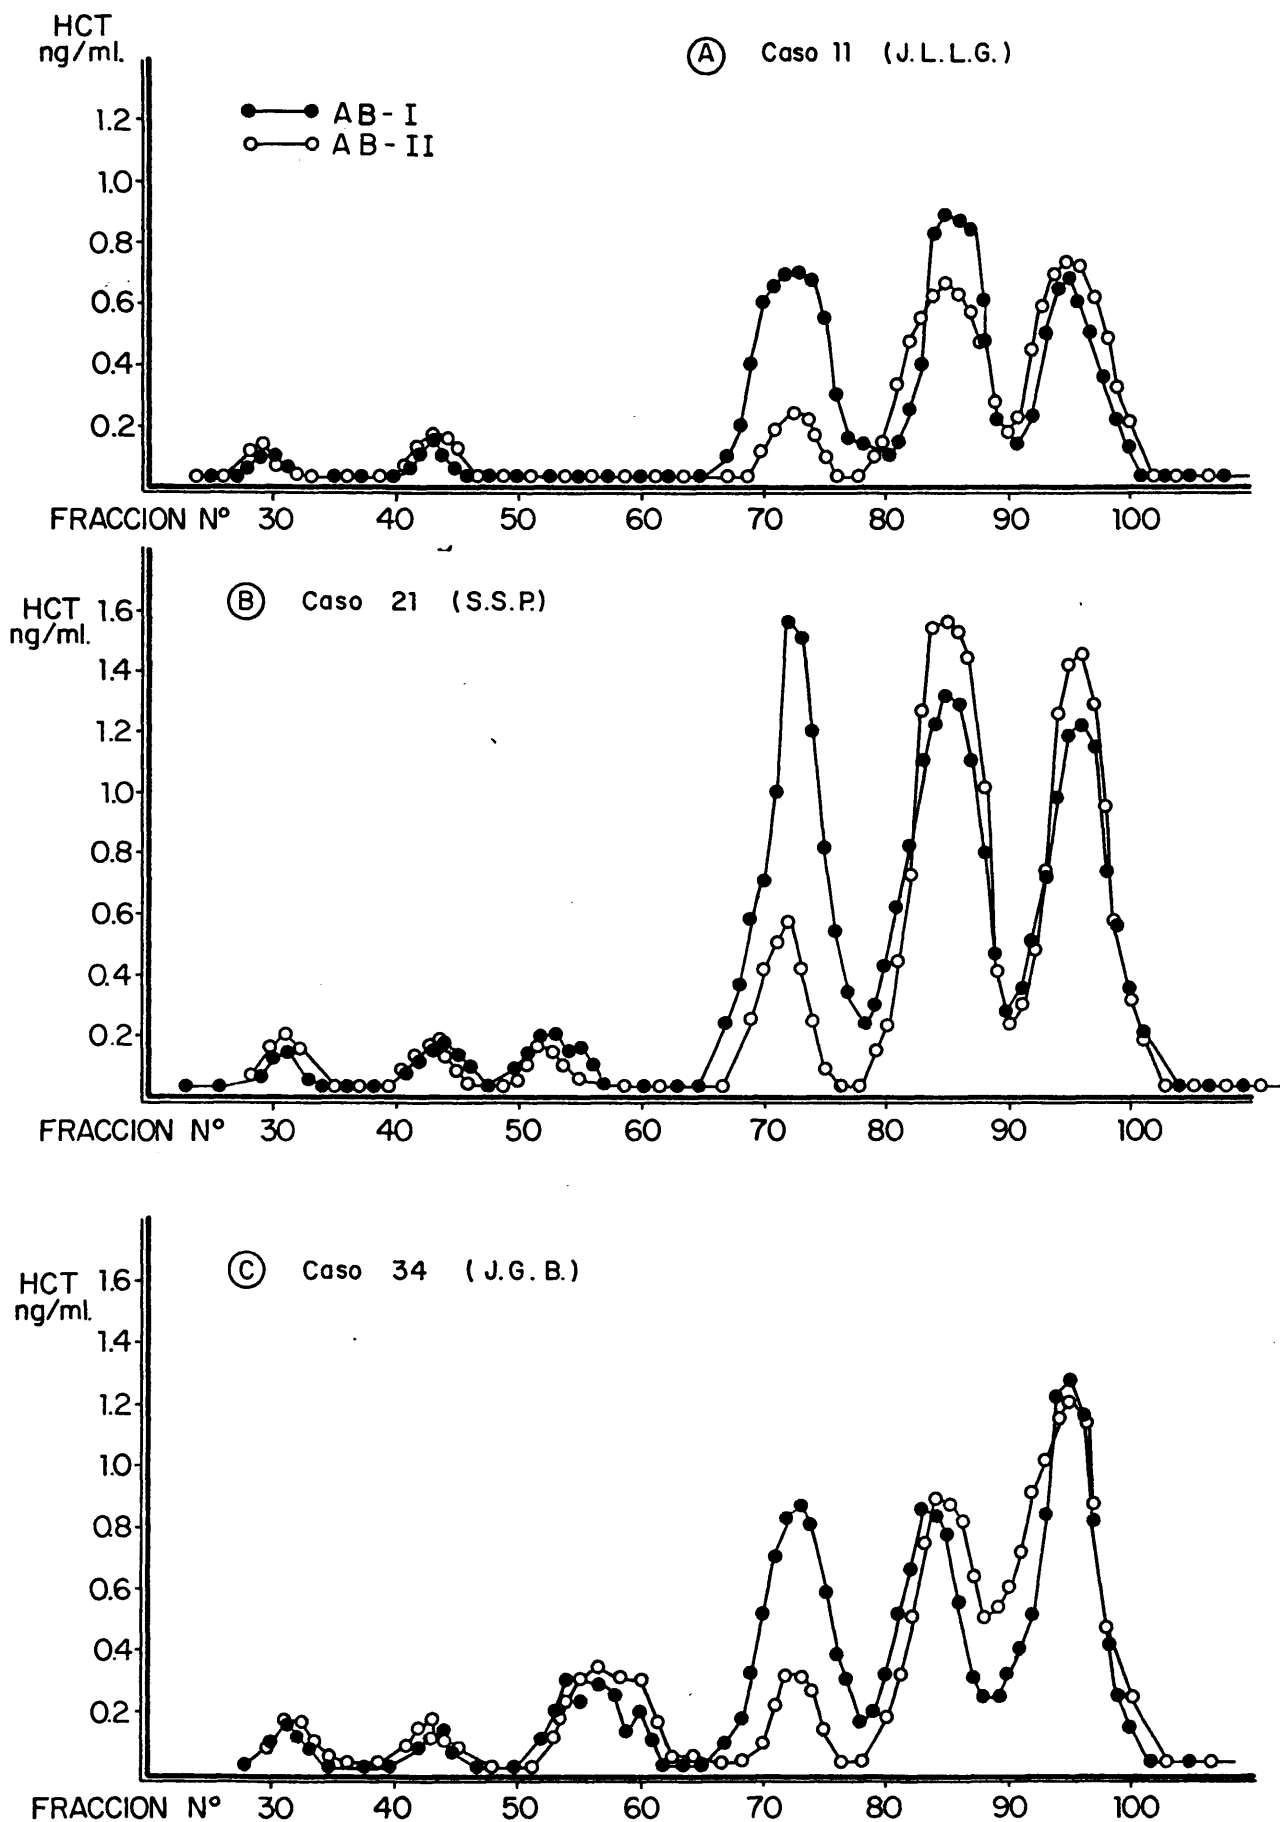 HCT
ng/ml.
Ⓐ Caso 11 (J.L.L.G.)
AB-I
AB-II
1.2
1.0
0.8
0.6
0.4
0.2
FRACCION Nº 30 40 50 60 70 80 90 100
HCT
ng/ml.
Ⓑ Caso 21 (S.S.P.)
1.6
1.4
1.2
1.0
0.8
0.6
0.4
0.2
FRACCION Nº 30 40 50 60 70 80 90 100
HCT
ng/ml.
Ⓒ Caso 34 (J.G.B.)
1.6
1.4
1.2
1.0
0.8
0.6
0.4
0.2
FRACCION Nº 30 40 50 60 70 80 90 100